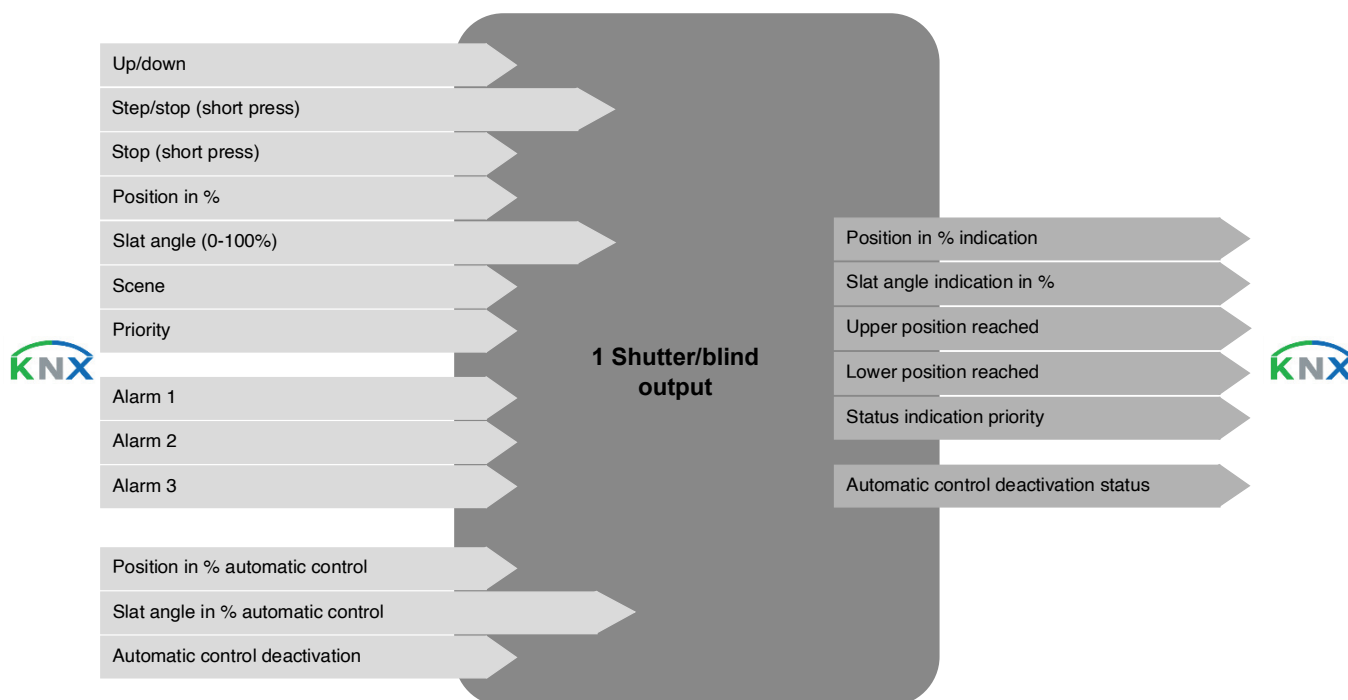 Up/down
Step/stop (short press)
Stop (short press)
Position in %
Slat angle (0-100%)
Scene
Priority
KNX
Alarm 1
Alarm 2
Alarm 3
Position in % automatic control
Slat angle in % automatic control
Automatic control deactivation
1 Shutter/blind
output
Position in % indication
Slat angle indication in %
Upper position reached
Lower position reached
Status indication priority
Automatic control deactivation status
KNX